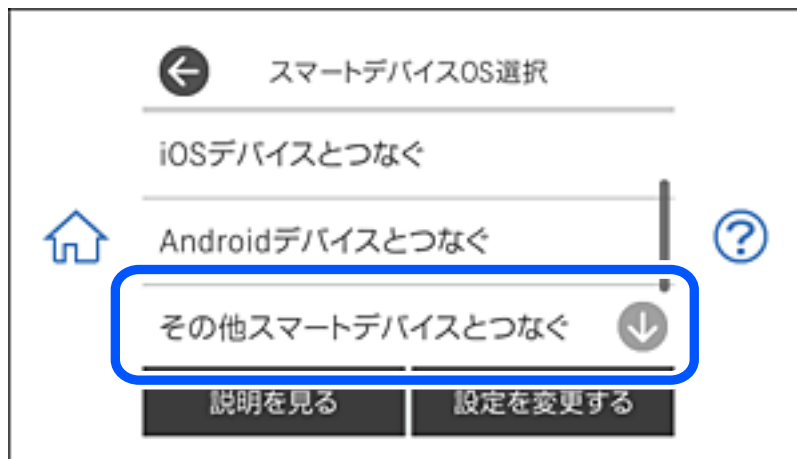 スマートデバイスOS選択
iOSデバイスとつなぐ
Androidデバイスとつなぐ
その他スマートデバイスとつなぐ
説明を見る 設定を変更する